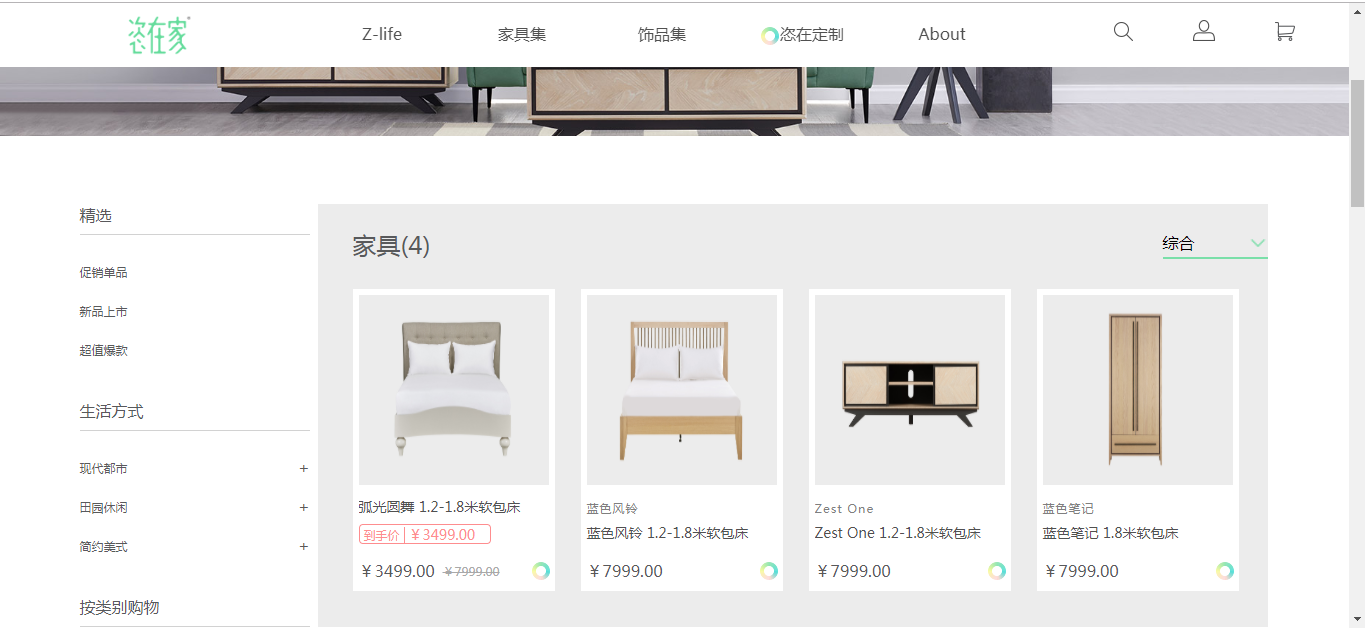 恣在家
Z-life 家具集 饰品集 恣在定制 About
精选
促销单品
新品上市
超值爆款
生活方式
现代都市 +
田园休闲 +
简约美式 +
按类别购物
家具(4)
综合
弧光圆舞 1.2-1.8米软包床
到手价 ¥3499.00
¥3499.00 ¥7999.00
蓝色风铃
蓝色风铃 1.2-1.8米软包床
¥7999.00
Zest One
Zest One 1.2-1.8米软包床
¥7999.00
蓝色笔记
蓝色笔记 1.8米软包床
¥7999.00